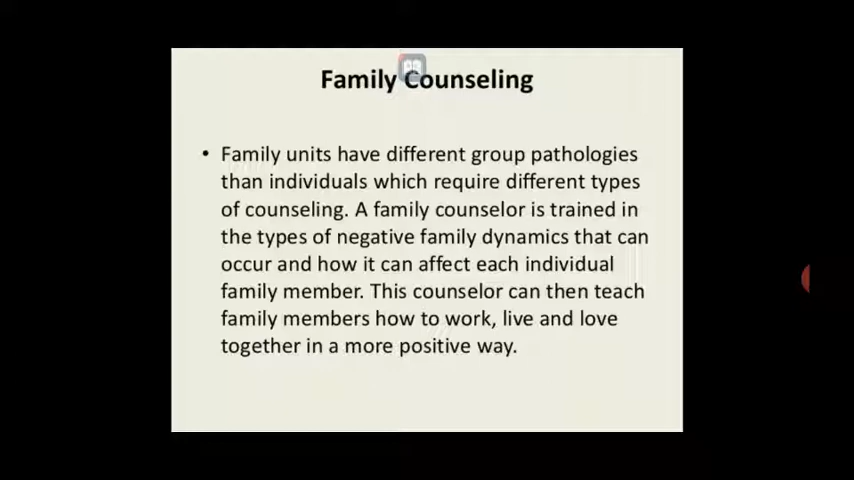 Family Counseling
• Family units have different group pathologies
than individuals which require different types
of counseling. A family counselor is trained in
the types of negative family dynamics that can
occur and how it can affect each individual
family member. This counselor can then teach
family members how to work, live and love
together in a more positive way.